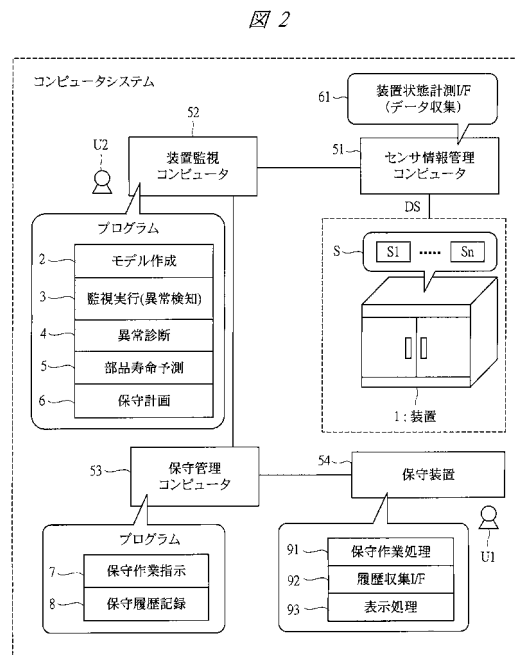 図 2
コンピュータシステム
61
装置状態計測I/F
(データ収集)
52
U2
装置監視
コンピュータ
51
センサ情報管理
コンピュータ
DS
プログラム
2
モデル作成
3
監視実行(異常検知)
4
異常診断
5
部品寿命予測
6
保守計画
S
S1
.....
Sn
1:装置
53
保守管理
コンピュータ
54
保守装置
U1
プログラム
7
保守作業指示
8
保守履歴記録
91
保守作業処理
92
履歴収集I/F
93
表示処理